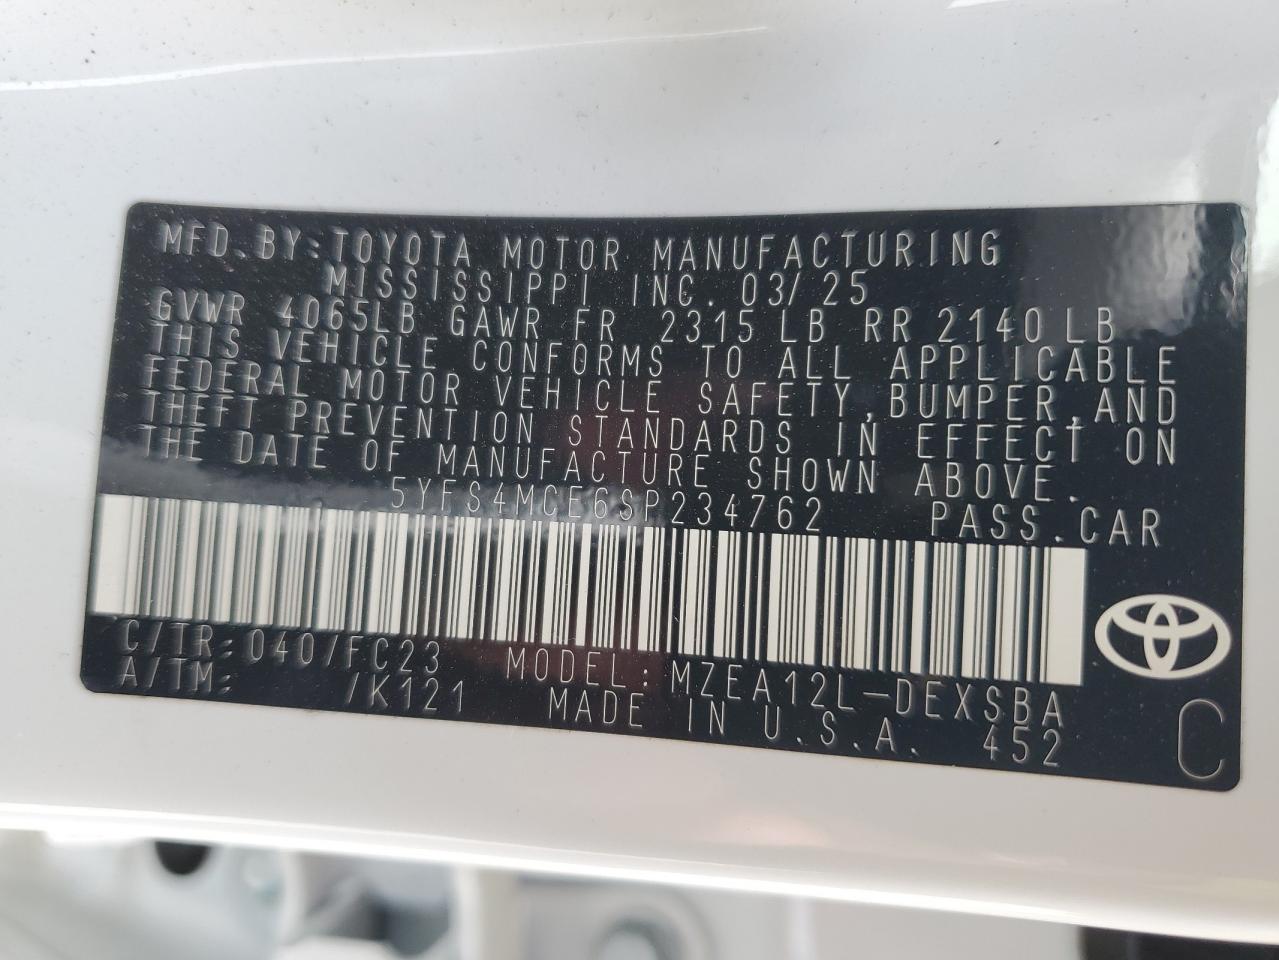 MFD.BY:TOYOTA MOTOR MANUFACTURING
MISSISSIPPI INC. 03/25
GVWR 4065LB GAWR FR 2315 LB RR 2140 LB
THIS VEHICLE CONFORMS TO ALL APPLICABLE
FEDERAL MOTOR VEHICLE SAFETY,BUMPER,AND
THEFT PREVENTION STANDARDS IN EFFECT ON
THE DATE OF MANUFACTURE SHOWN ABOVE.
5YFS4MCE6SP234762 PASS.CAR
C/TR:040/FC23 MODEL:MZEA12L-DEXSBA
A/TM: /K121 MADE IN U.S.A. 452
C